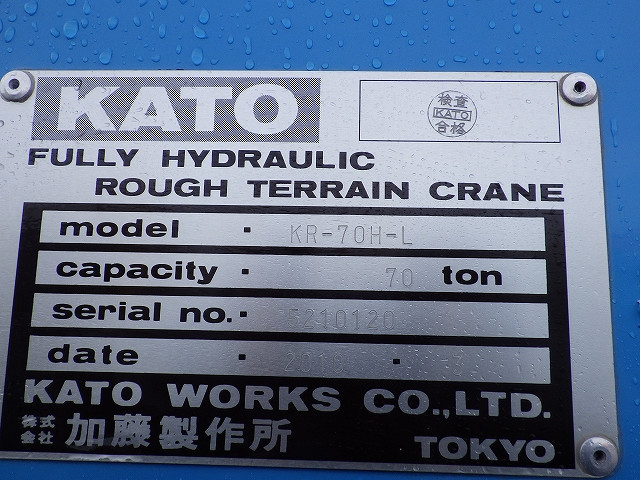 KATO
検査
KATO
合格
FULLY HYDRAULIC
ROUGH TERRAIN CRANE
model · KR-70H-L
capacity · 70 ton
serial no. ·
date · ·
KATO WORKS CO.,LTD.
株式会社 加藤製作所 TOKYO